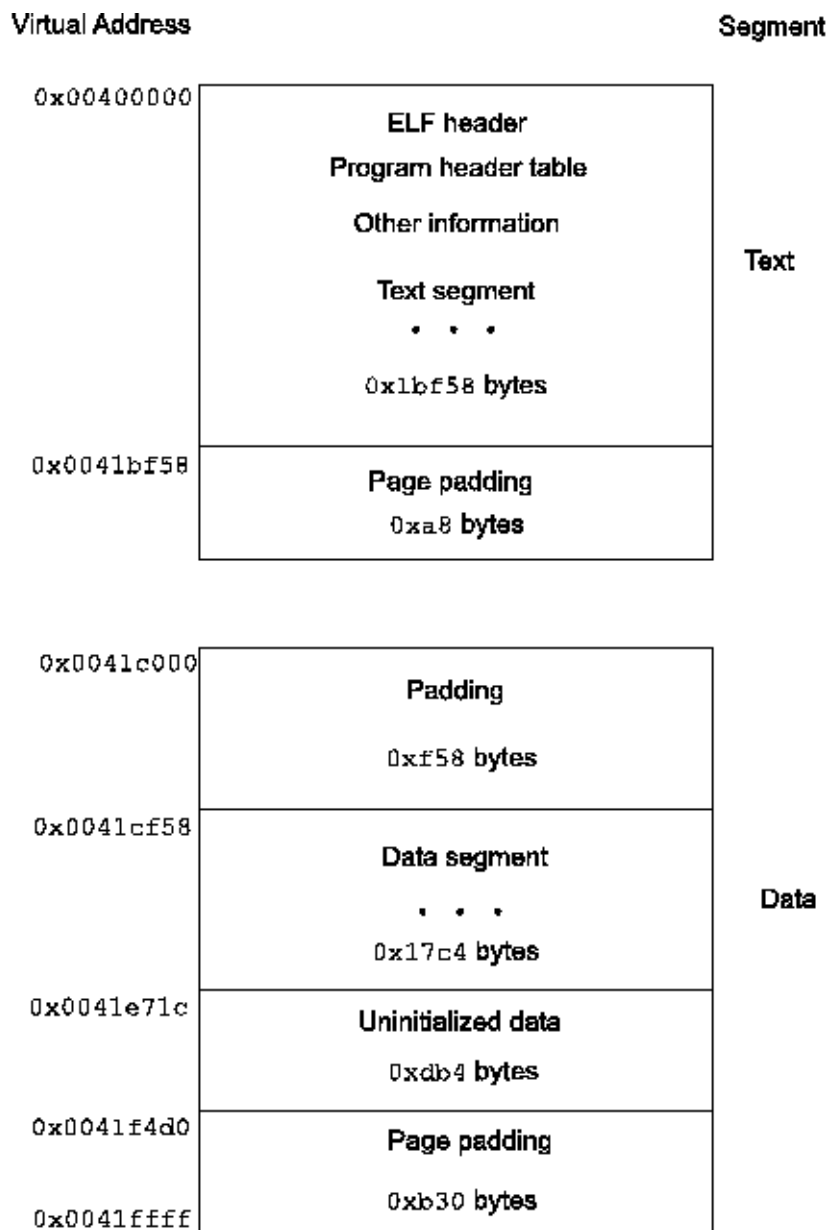 Virtual Address Segment
0x00400000
ELF header
Program header table
Other information
Text
Text segment
. . .
0x1bf58 bytes
0x0041bf58
Page padding
0xa8 bytes
0x0041c000
Padding
0xf58 bytes
0x0041cf58
Data segment
Data
. . .
0x17c4 bytes
0x0041e71c
Uninitialized data
0xdb4 bytes
0x0041f4d0
Page padding
0xb30 bytes
0x0041ffff